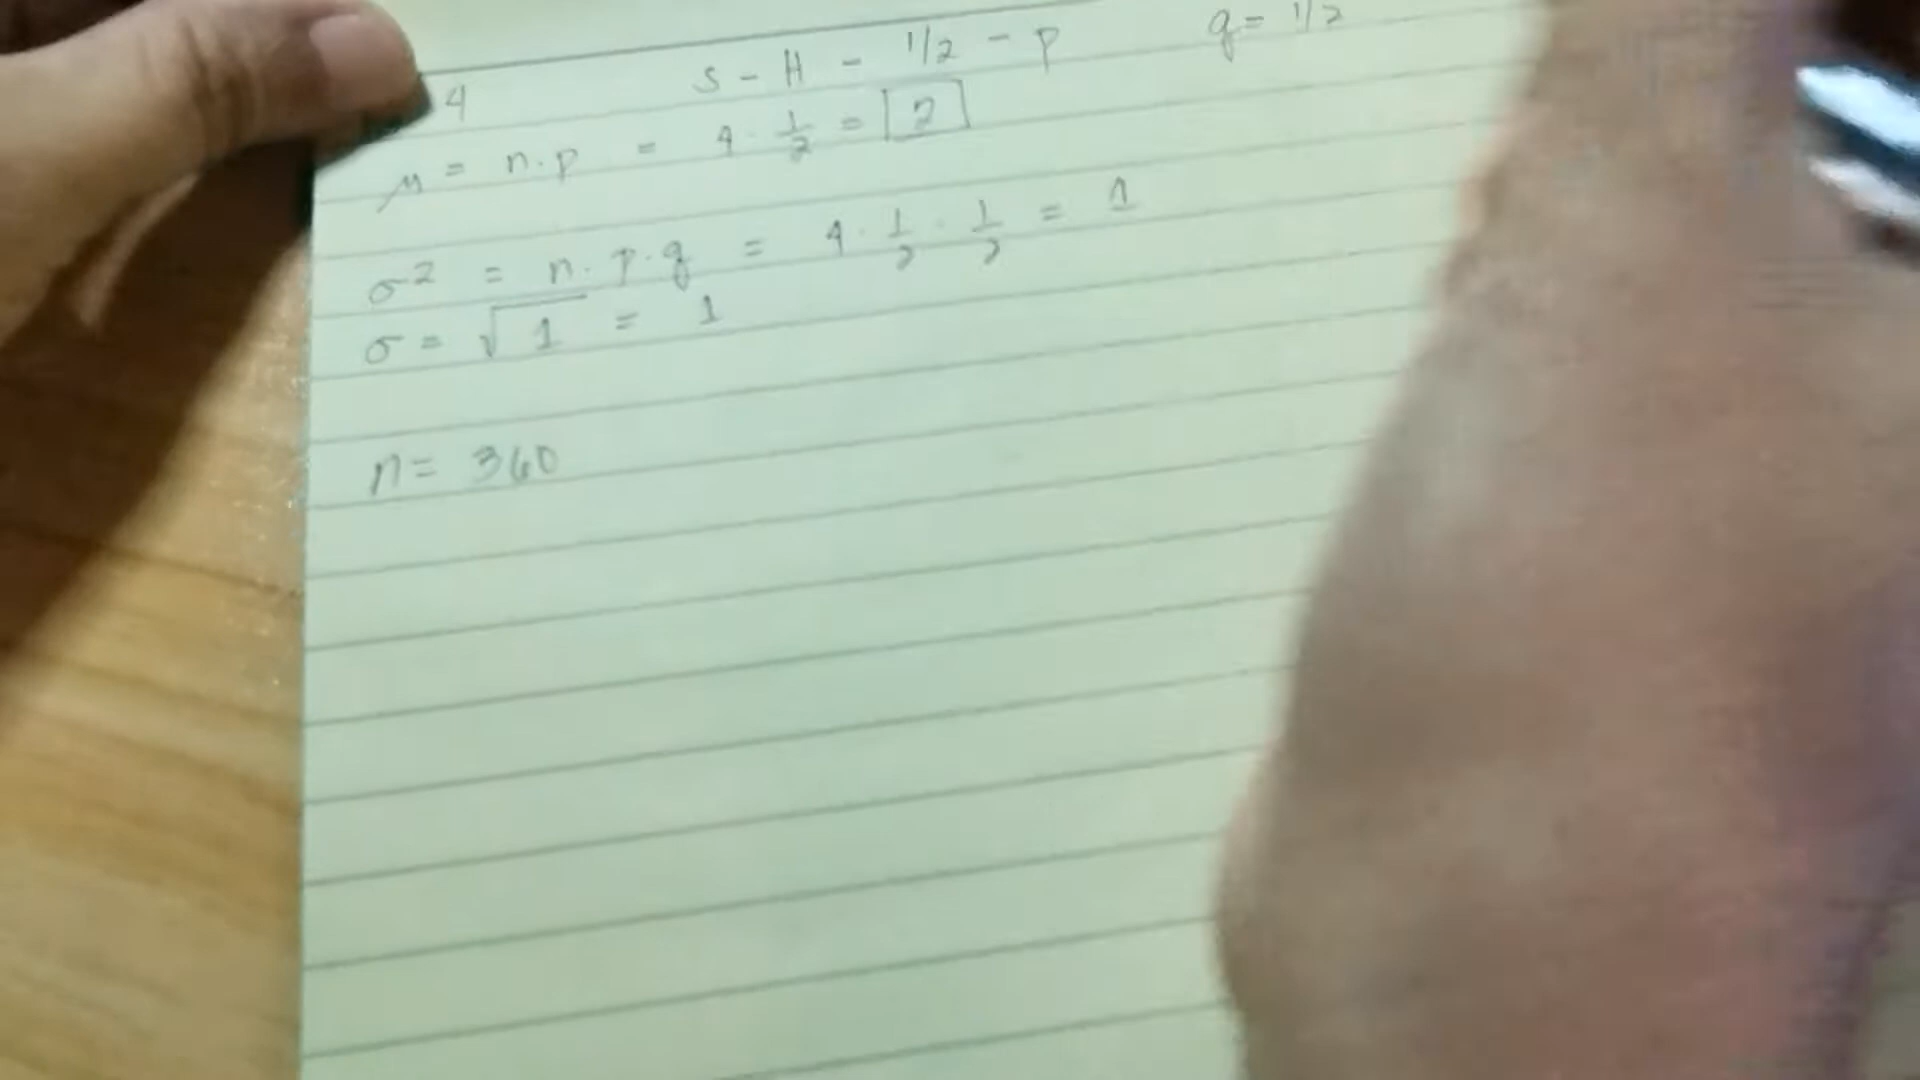 S - H - 1/2 - p q = 1/2
4
μ = n.p = 4 · 1/2 = 2
σ² = n. p. q = 4 · 1/2 · 1/2 = 1
σ = √1 = 1
n = 360